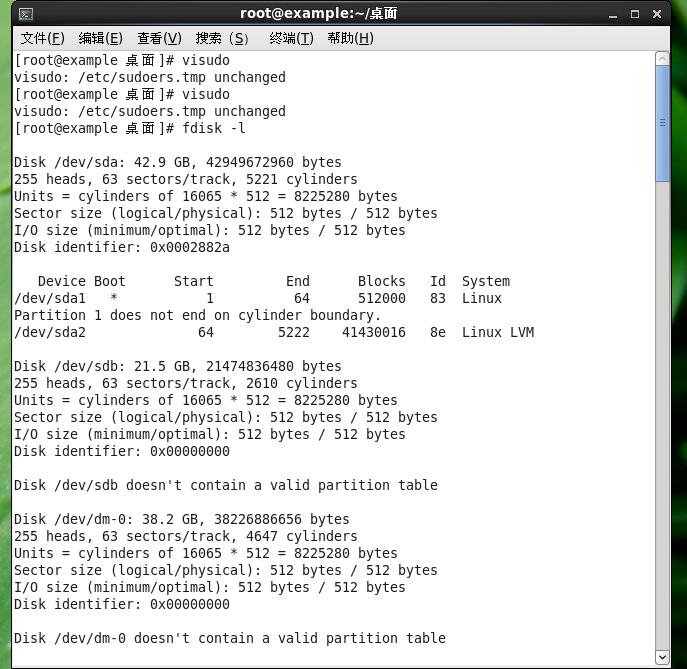 root@example:~/桌面
文件(F) 编辑(E) 查看(V) 搜索（S） 终端(T) 帮助(H)
[root@example 桌面]# visudo
visudo: /etc/sudoers.tmp unchanged
[root@example 桌面]# visudo
visudo: /etc/sudoers.tmp unchanged
[root@example 桌面]# fdisk -l

Disk /dev/sda: 42.9 GB, 42949672960 bytes
255 heads, 63 sectors/track, 5221 cylinders
Units = cylinders of 16065 * 512 = 8225280 bytes
Sector size (logical/physical): 512 bytes / 512 bytes
I/O size (minimum/optimal): 512 bytes / 512 bytes
Disk identifier: 0x0002882a

   Device Boot      Start         End      Blocks   Id  System
/dev/sda1   *           1          64      512000   83  Linux
Partition 1 does not end on cylinder boundary.
/dev/sda2              64        5222    41430016   8e  Linux LVM

Disk /dev/sdb: 21.5 GB, 21474836480 bytes
255 heads, 63 sectors/track, 2610 cylinders
Units = cylinders of 16065 * 512 = 8225280 bytes
Sector size (logical/physical): 512 bytes / 512 bytes
I/O size (minimum/optimal): 512 bytes / 512 bytes
Disk identifier: 0x00000000

Disk /dev/sdb doesn't contain a valid partition table

Disk /dev/dm-0: 38.2 GB, 38226886656 bytes
255 heads, 63 sectors/track, 4647 cylinders
Units = cylinders of 16065 * 512 = 8225280 bytes
Sector size (logical/physical): 512 bytes / 512 bytes
I/O size (minimum/optimal): 512 bytes / 512 bytes
Disk identifier: 0x00000000

Disk /dev/dm-0 doesn't contain a valid partition table